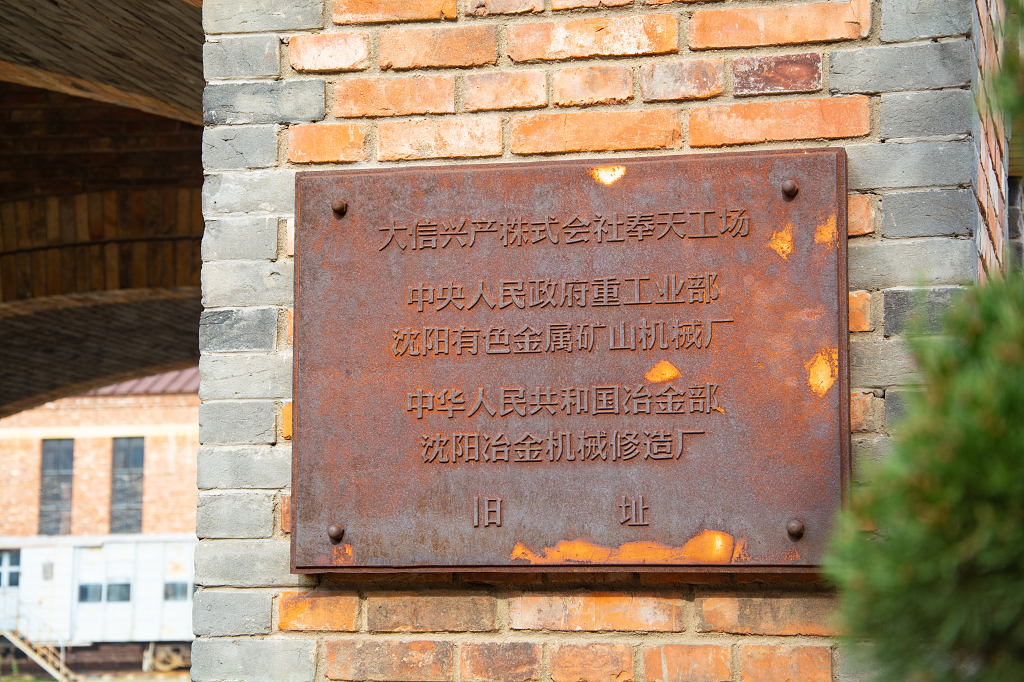 大信兴产株式会社奉天工场
中央人民政府重工业部
沈阳有色金属矿山机械厂
中华人民共和国冶金部
沈阳冶金机械修造厂
旧 址